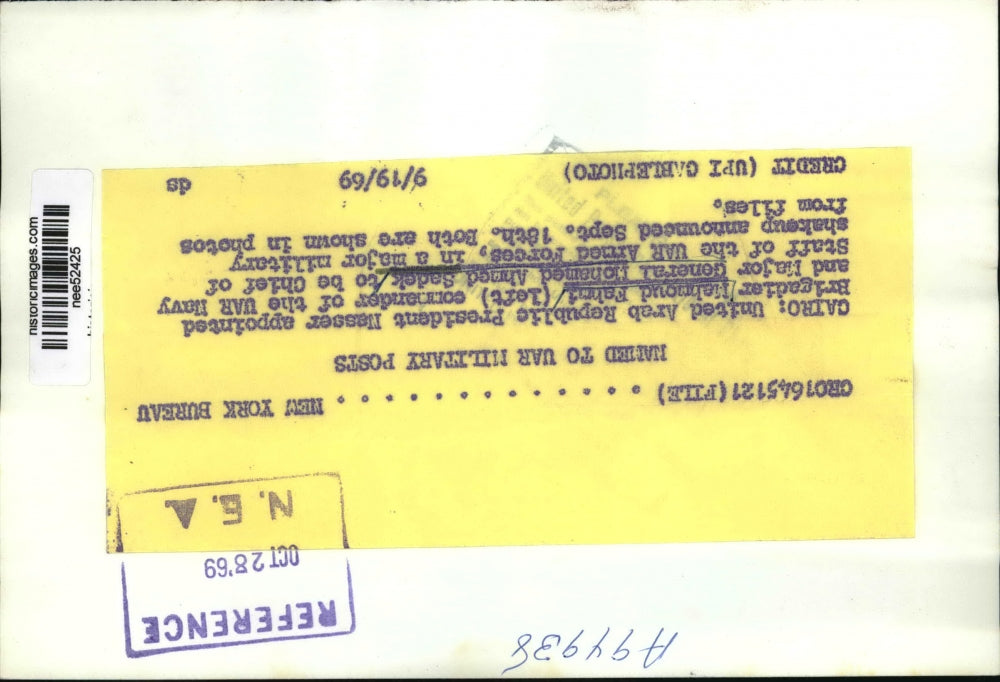 A94938
REFERENCE
OCT 28 '69
N.E.A.
CRO1645121(FILE) . . . . . . . . . . . . . NEW YORK BUREAU
NAMED TO UAR MILITARY POSTS
CAIRO: United Arab Republic President Nasser appointed
Brigadier Mahmoud Fahmi (left) commander of the UAR Navy
and Major General Mohamed Ahmed Sadek to be Chief of
Staff of the UAR Armed Forces, in a major military
shakeup announced Sept. 18th. Both are shown in photos
from files.
CREDIT (UPI CABLEPHOTO) 9/19/69 ds
historicimages.com
nee52425